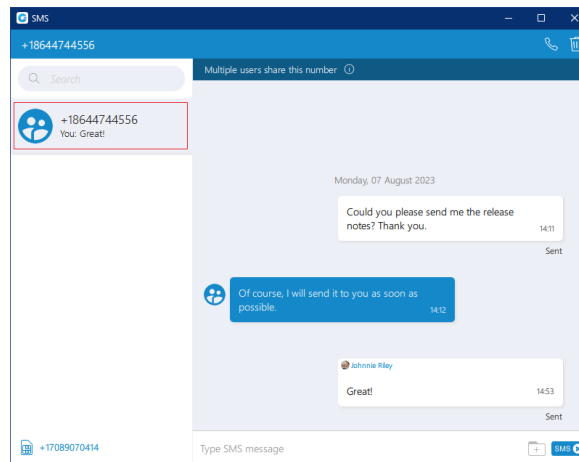 SMS
+18644744556
Search
Multiple users share this number
+18644744556
You: Great!
Monday, 07 August 2023
Could you please send me the release
notes? Thank you.
14:11
Sent
Of course, I will send it to you as soon as
possible.
14:12
Johnnie Riley
Great!
14:53
Sent
+17089070414
Type SMS message
SMS